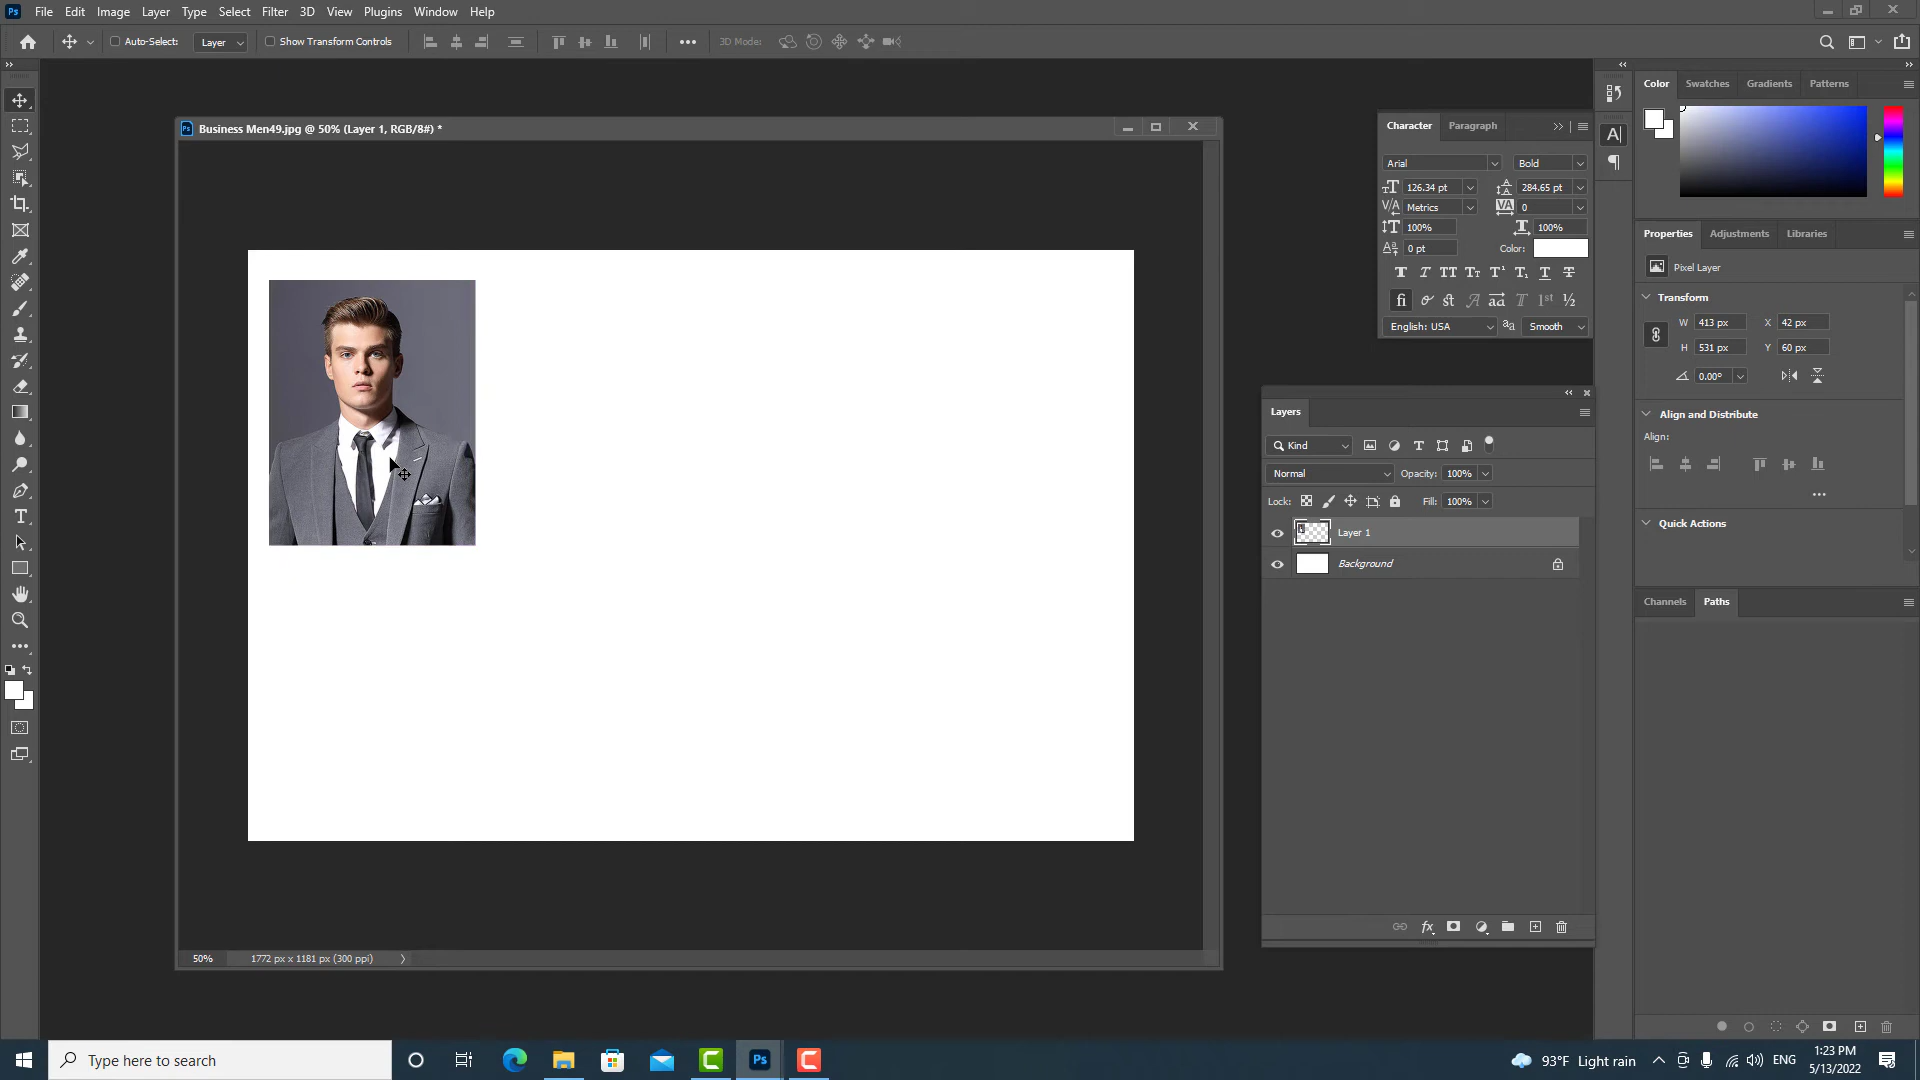 Ps File Edit Image Layer Type Select Filter 3D View Plugins Window Help
Auto-Select: Layer Show Transform Controls 3D Mode:
Ps Business Men49.jpg @ 50% (Layer 1, RGB/8#) *
Character Paragraph
Arial Bold
126.34 pt 284.65 pt
Metrics 0
100% 100%
0 pt Color:
English: USA Smooth
Layers
Kind
Normal Opacity: 100%
Lock: Fill: 100%
Layer 1
Background
Color Swatches Gradients Patterns
Properties Adjustments Libraries
Pixel Layer
Transform
W 413 px X 42 px
H 531 px Y 60 px
0.00°
Align and Distribute
Align:
Quick Actions
Channels Paths
50% 1772 px x 1181 px (300 ppi)
Type here to search
Ps
93°F Light rain
ENG
1:23 PM
5/13/2022